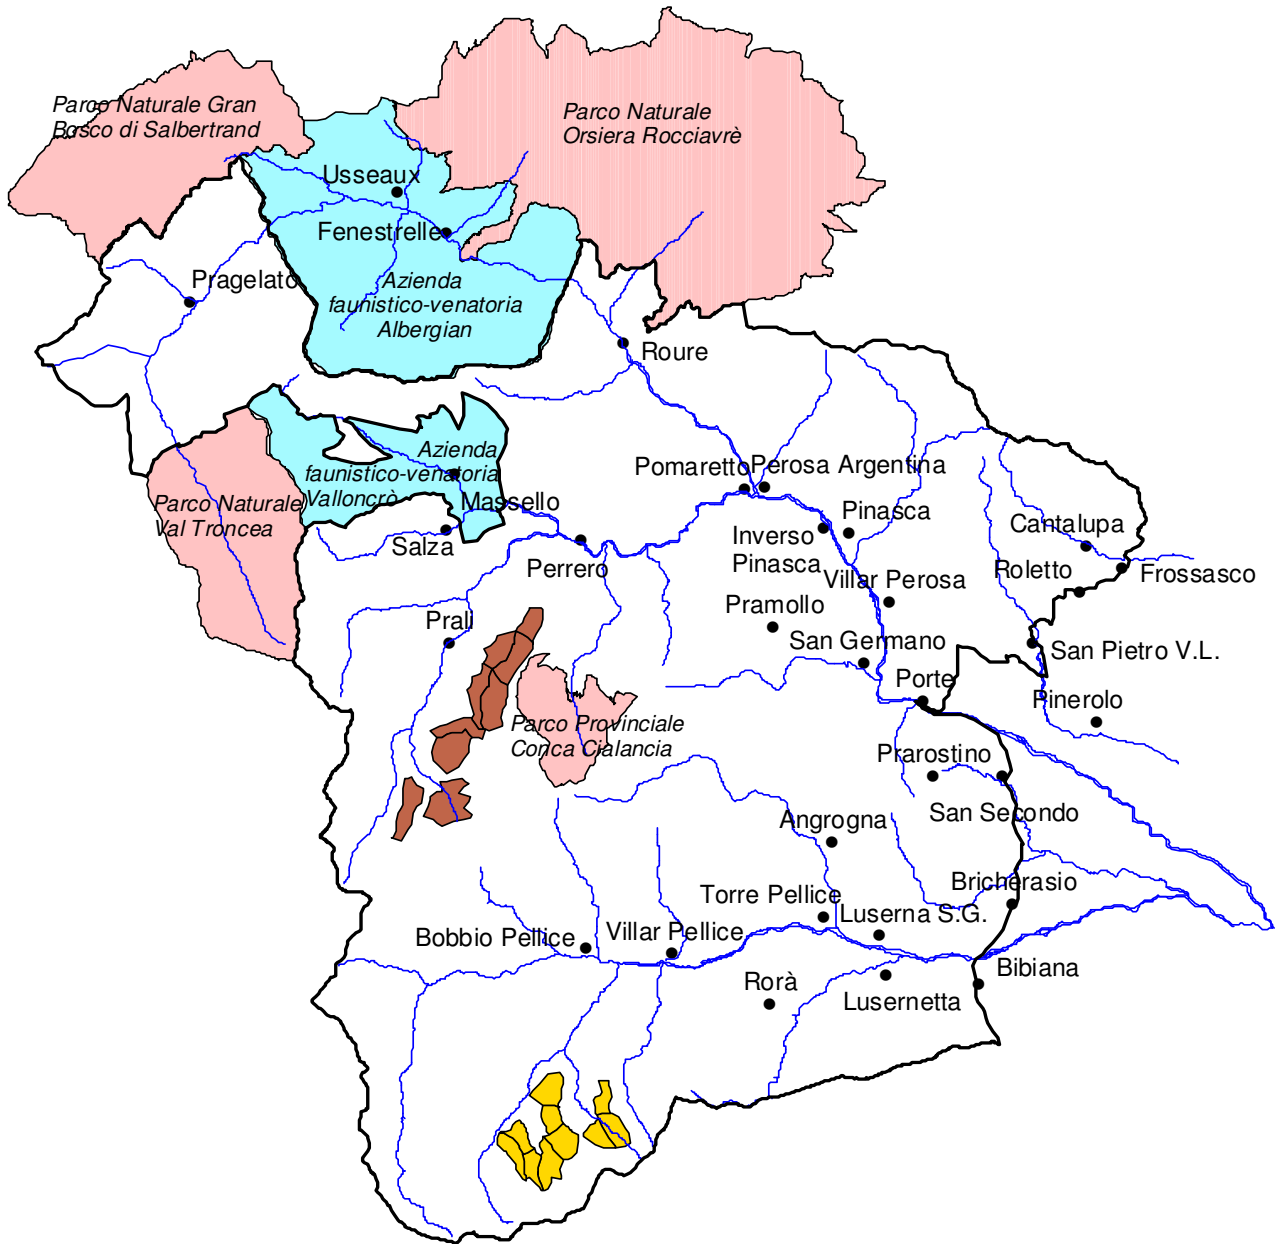 Parco Naturale Gran
Bosco di Salbertrand
Parco Naturale
Orsiera Rocciavrè
Usseaux
Fenestrelle
Pragelato
Azienda
faunistico-venatoria
Albergian
Roure
Azienda
faunistico-venatoria
Valloncrò
Pomaretto
Perosa Argentina
Parco Naturale
Val Troncea
Massello
Salza
Perrero
Inverso
Pinasca
Pinasca
Cantalupa
Villar Perosa
Roletto
Frossasco
Prali
Pramollo
San Germano
San Pietro V.L.
Porte
Pinerolo
Parco Provinciale
Conca Cialancia
Prarostino
San Secondo
Angrogna
Bricherasio
Torre Pellice
Luserna S.G.
Bobbio Pellice
Villar Pellice
Bibiana
Rorà
Lusernetta